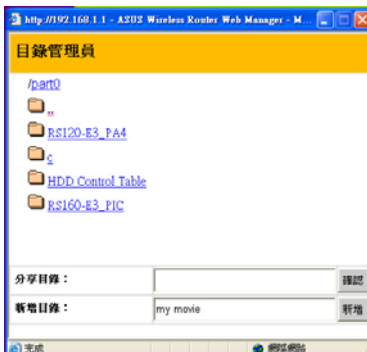 http://192.168.1.1 - ASUS Wireless Router Web Manager - M...
目錄管理員
/part0
..
RS120-E3_PA4
c
HDD Control Table
RS160-E3_PIC
分享目錄：
確認
新增目錄：
my movie
新增
完成
網際網路